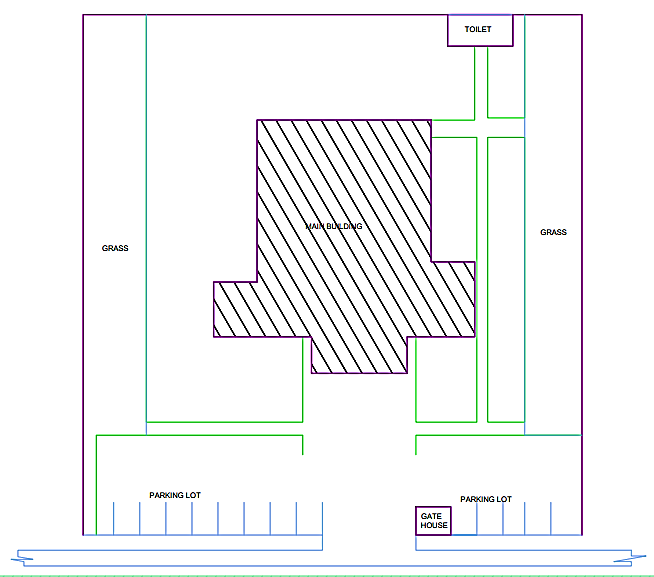 TOILET
MAIN BUILDING
GRASS
GRASS
PARKING LOT
PARKING LOT
GATE
HOUSE